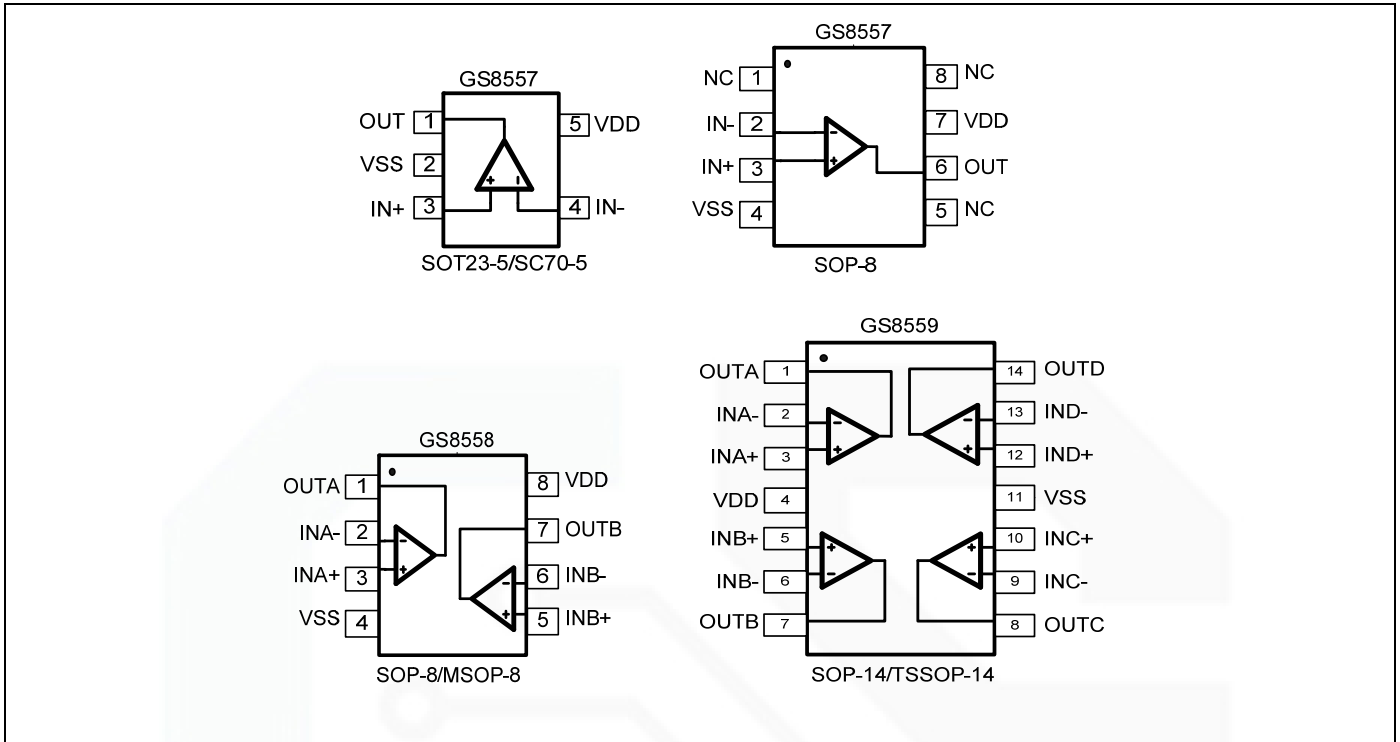 GS8557
OUT 1 5 VDD
VSS 2
IN+ 3 4 IN-
+ -
SOT23-5/SC70-5
GS8557
NC 1 8 NC
IN- 2 - 7 VDD
IN+ 3 + 6 OUT
VSS 4 5 NC
SOP-8
GS8558
OUTA 1 8 VDD
INA- 2 - 7 OUTB
INA+ 3 + - 6 INB-
VSS 4 + 5 INB+
SOP-8/MSOP-8
GS8559
OUTA 1 14 OUTD
INA- 2 - - 13 IND-
INA+ 3 + + 12 IND+
VDD 4 11 VSS
INB+ 5 + + 10 INC+
INB- 6 - - 9 INC-
OUTB 7 8 OUTC
SOP-14/TSSOP-14